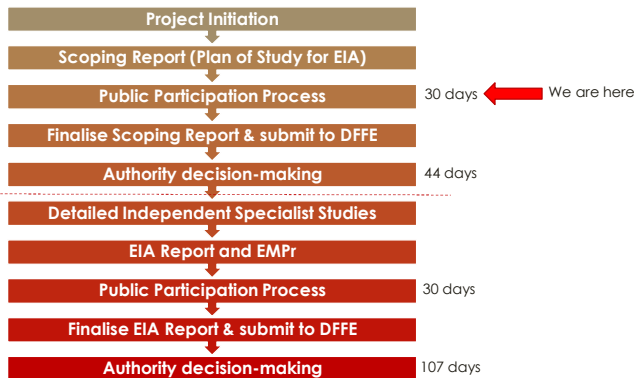 Project Initiation
Scoping Report (Plan of Study for EIA)
Public Participation Process 30 days We are here
Finalise Scoping Report & submit to DFFE
Authority decision-making 44 days
Detailed Independent Specialist Studies
EIA Report and EMPr
Public Participation Process 30 days
Finalise EIA Report & submit to DFFE
Authority decision-making 107 days